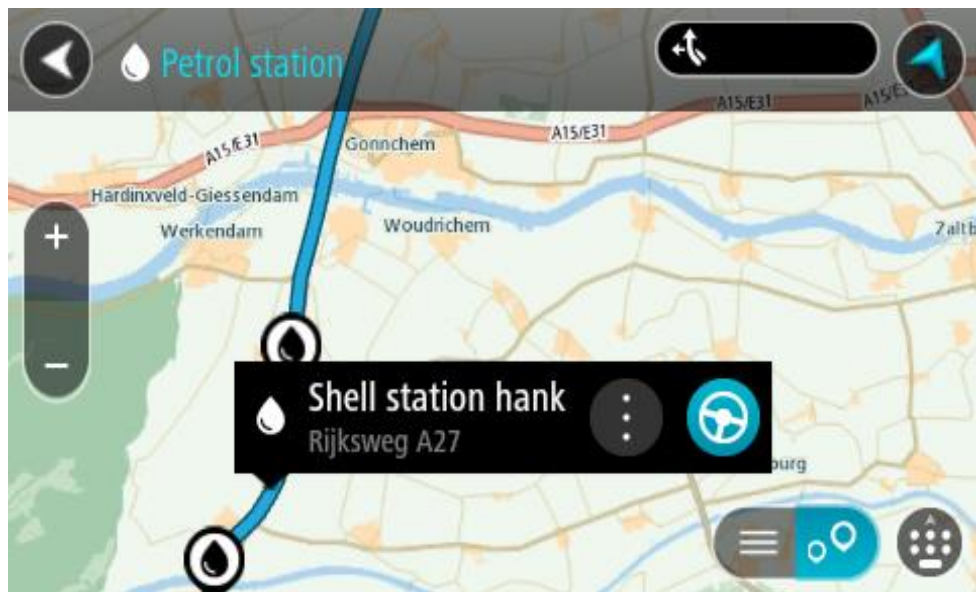 Petrol station
A15/E31
A15/E31
A15/E31
Gonnchem
Hardinxveld-Giessendam
Werkendam
Woudrichem
Zaltb
Shell station hank
Rijksweg A27
burg